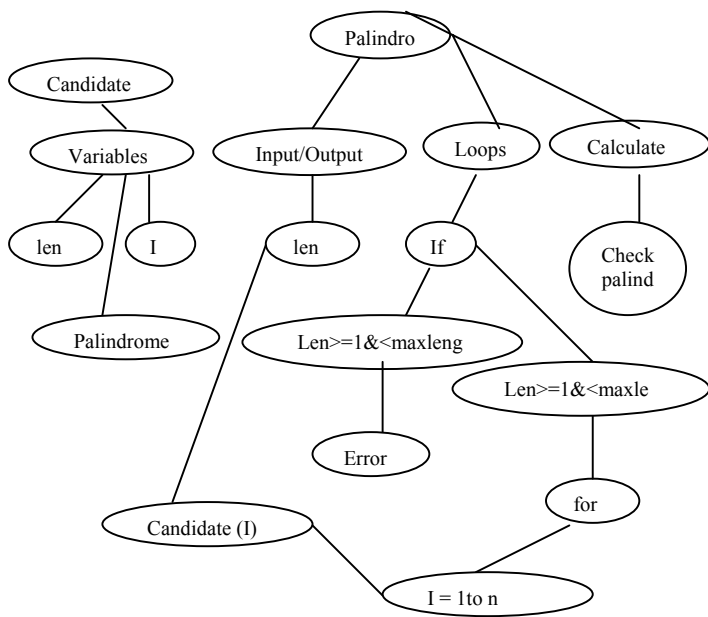 Palindro
Candidate
Variables
Input/Output
Loops
Calculate
len
I
len
If
Check
palind
Palindrome
Len>=1&<maxleng
Len>=1&<maxle
Error
for
Candidate (I)
I = 1to n